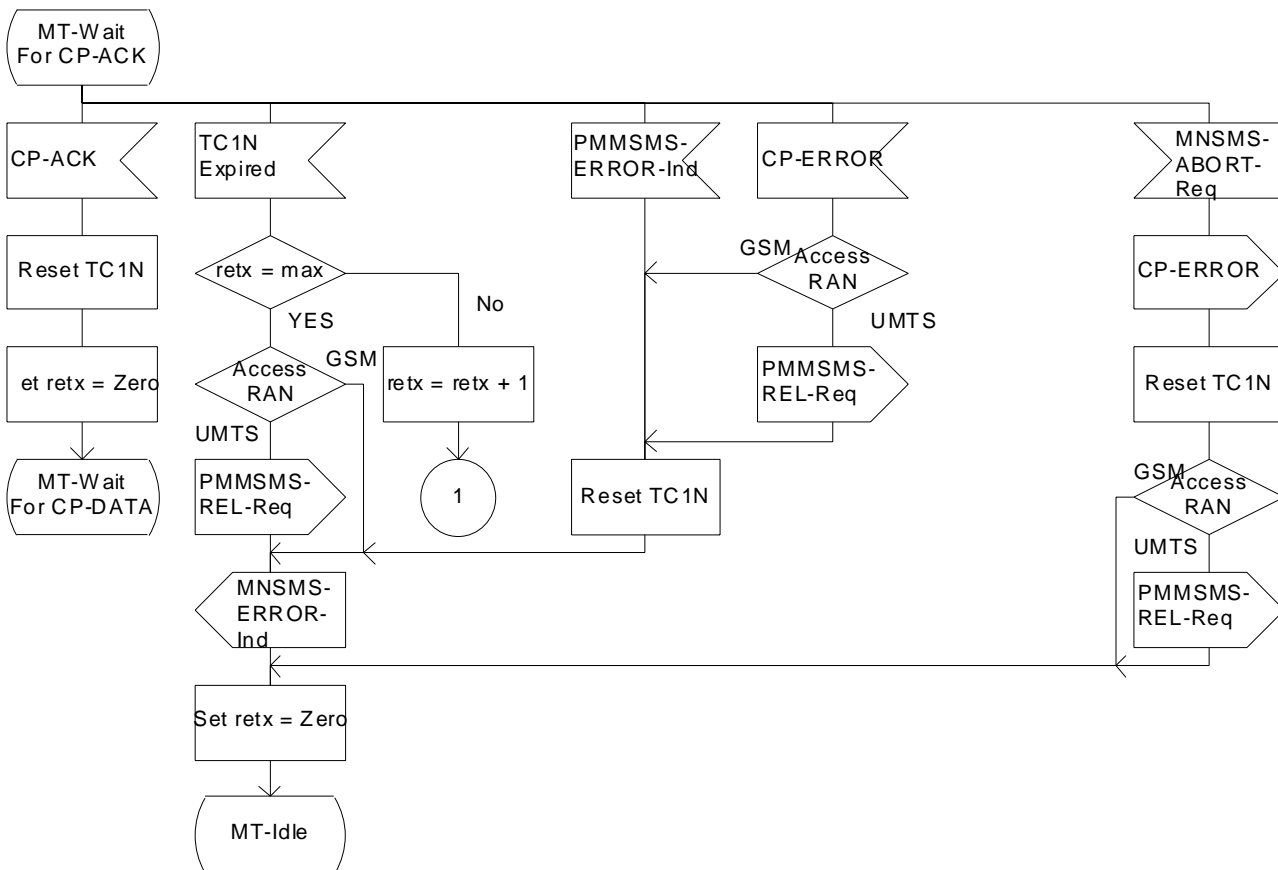 MT-Wait
For CP-ACK
CP-ACK
TC1N
Expired
PMMSMS-
ERROR-Ind
CP-ERROR
MNSMS-
ABORT-
Req
Reset TC1N
retx = max
GSM
Access
RAN
CP-ERROR
No
YES
UMTS
et retx = Zero
Access
RAN
GSM
retx = retx + 1
PMMSMS-
REL-Req
Reset TC1N
UMTS
MT-Wait
For CP-DATA
PMMSMS-
REL-Req
1
Reset TC1N
GSM
Access
RAN
UMTS
MNSMS-
ERROR-
Ind
PMMSMS-
REL-Req
Set retx = Zero
MT-Idle